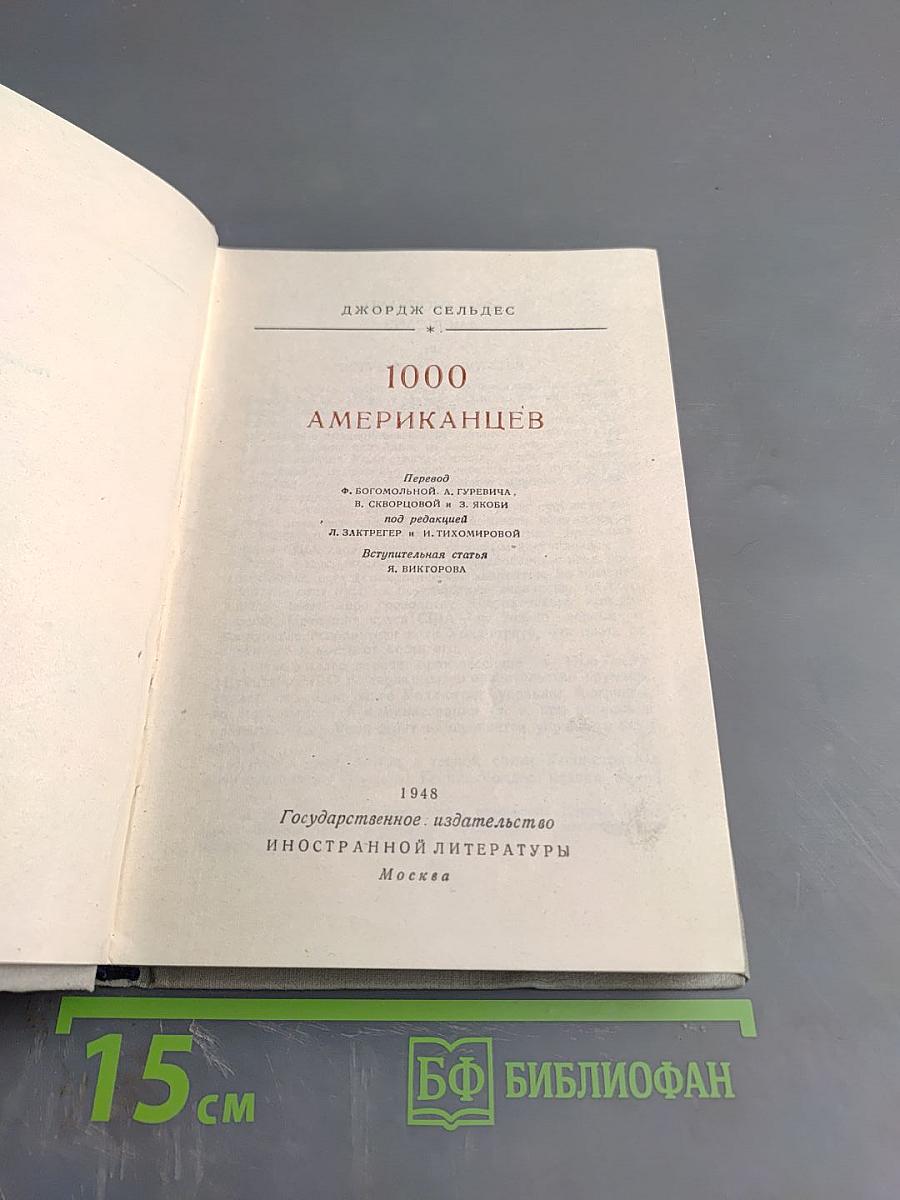 ДЖОРДЖ СЕЛЬДЕС
*
1000
АМЕРИКАНЦЕВ
Перевод
Ф. БОГОМОЛЬНОЙ. А. ГУРЕВИЧА,
В. СКВОРЦОВОЙ и З. ЯКОБИ
под редакцией
Л. ЗАКТРЕГЕР и И. ТИХОМИРОВОЙ
Вступительная статья
Я. ВИКТОРОВА
1948
Государственное издательство
ИНОСТРАННОЙ ЛИТЕРАТУРЫ
Москва
15 см
БФ БИБЛИОФАН